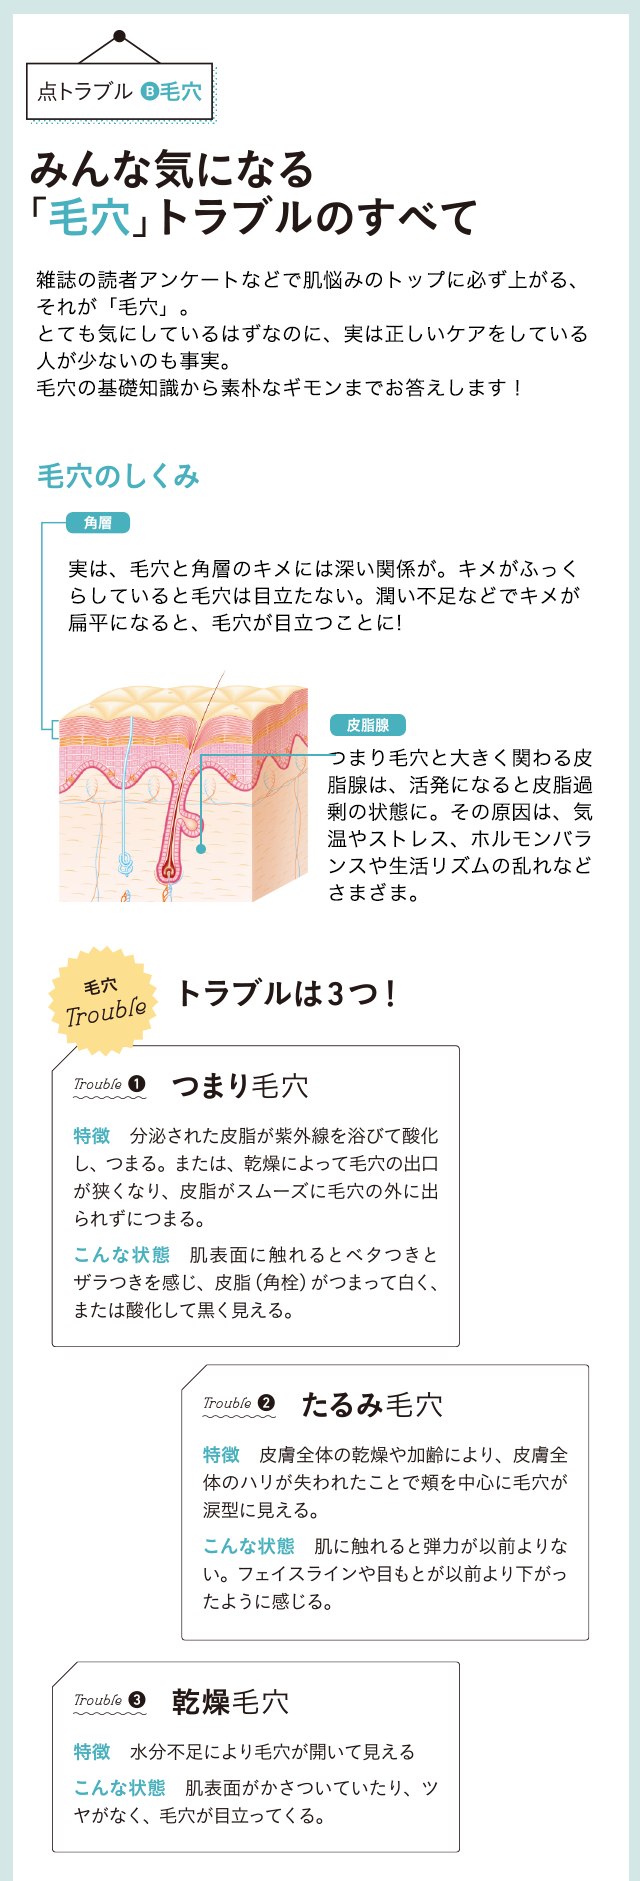 点トラブル B毛穴
みんな気になる
「毛穴」トラブルのすべて
雑誌の読者アンケートなどで肌悩みのトップに必ず上がる、
それが「毛穴」。
とても気にしているはずなのに、実は正しいケアをしている
人が少ないのも事実。
毛穴の基礎知識から素朴なギモンまでお答えします！
毛穴のしくみ
角層
実は、毛穴と角層のキメには深い関係が。キメがふっく
らしていると毛穴は目立たない。潤い不足などでキメが
扁平になると、毛穴が目立つことに!
皮脂腺
つまり毛穴と大きく関わる皮
脂腺は、活発になると皮脂過
剰の状態に。その原因は、気
温やストレス、ホルモンバラ
ンスや生活リズムの乱れなど
さまざま。
毛穴
Trouble
トラブルは3つ！
Trouble 1 つまり毛穴
特徴 分泌された皮脂が紫外線を浴びて酸化
し、つまる。または、乾燥によって毛穴の出口
が狭くなり、皮脂がスムーズに毛穴の外に出
られずにつまる。
こんな状態 肌表面に触れるとベタつきと
ザラつきを感じ、皮脂（角栓）がつまって白く、
または酸化して黒く見える。
Trouble 2 たるみ毛穴
特徴 皮膚全体の乾燥や加齢により、皮膚全
体のハリが失われたことで頬を中心に毛穴が
涙型に見える。
こんな状態 肌に触れると弾力が以前よりな
い。フェイスラインや目もとが以前より下がっ
たように感じる。
Trouble 3 乾燥毛穴
特徴 水分不足により毛穴が開いて見える
こんな状態 肌表面がかさついていたり、ツ
ヤがなく、毛穴が目立ってくる。